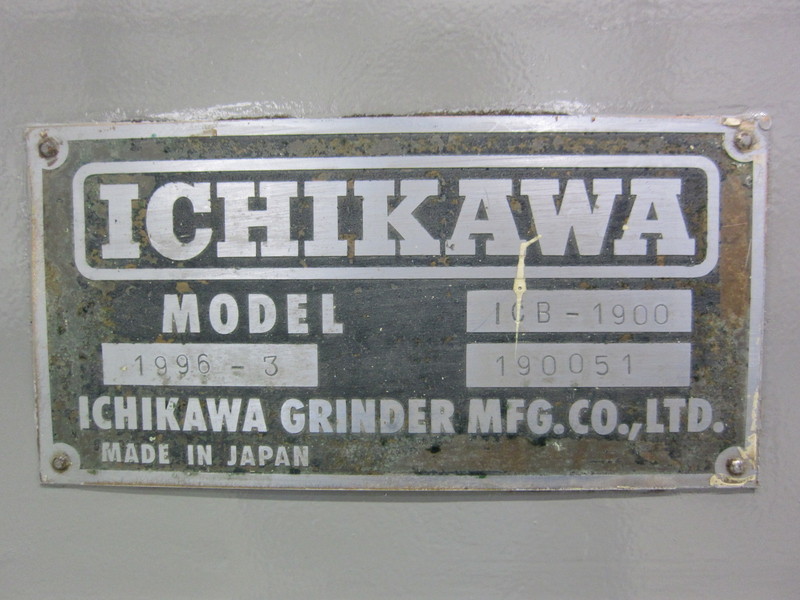 ICHIKAWA
MODEL ICB-1900
1996-3 190051
ICHIKAWA GRINDER MFG.CO.,LTD.
MADE IN JAPAN